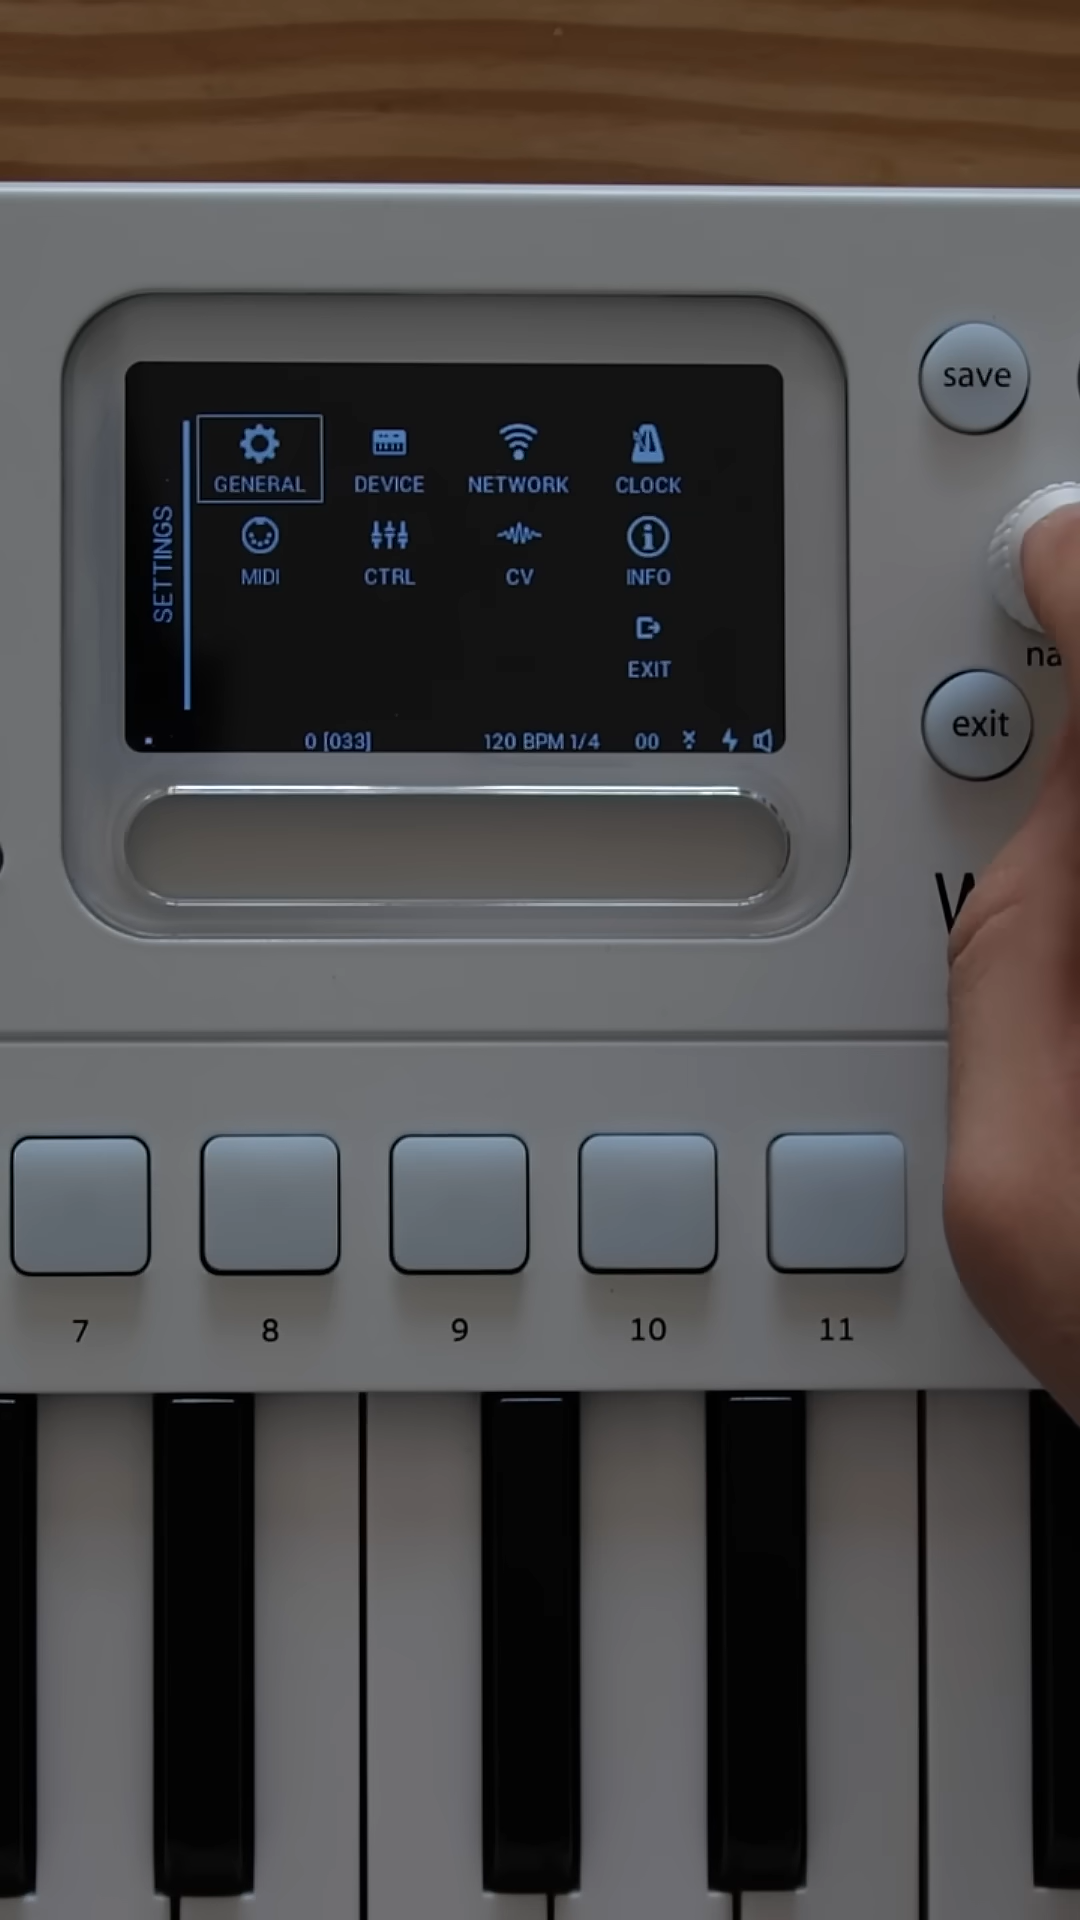 save
SETTINGS
GENERAL DEVICE NETWORK CLOCK
MIDI CTRL CV INFO
EXIT
0 [033] 120 BPM 1/4 00
na
exit
W
7 8 9 10 11